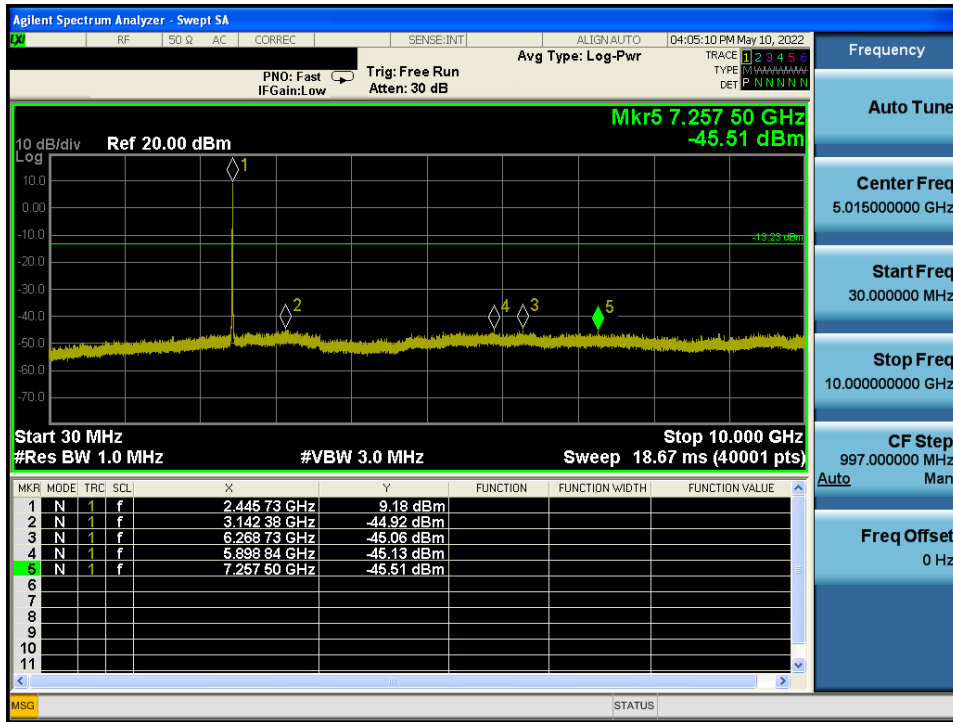 Agilent Spectrum Analyzer - Swept SA
LXI RF 50 Ω AC CORREC SENSE:INT ALIGN AUTO 04:05:10 PM May 10, 2022
Frequency
PNO: Fast
IFGain:Low
Trig: Free Run
Atten: 30 dB
Avg Type: Log-Pwr
TRACE 1 2 3 4 5 6
TYPE M
DET P N N N N N
Auto Tune
Mkr5 7.257 50 GHz
-45.51 dBm
10 dB/div Ref 20.00 dBm
Log
10.0
0.00
-10.0
-20.0
-30.0
-40.0
-50.0
-60.0
-70.0
-13.23 dBm
1
2
4
3
5
Center Freq
5.015000000 GHz
Start Freq
30.000000 MHz
Stop Freq
10.000000000 GHz
Start 30 MHz Stop 10.000 GHz
#Res BW 1.0 MHz #VBW 3.0 MHz Sweep 18.67 ms (40001 pts)
CF Step
997.000000 MHz
Auto Man
MKR MODE TRC SCL X Y FUNCTION FUNCTION WIDTH FUNCTION VALUE
1 N 1 f 2.445 73 GHz 9.18 dBm
2 N 1 f 3.142 38 GHz -44.92 dBm
3 N 1 f 6.268 73 GHz -45.06 dBm
4 N 1 f 5.898 84 GHz -45.13 dBm
5 N 1 f 7.257 50 GHz -45.51 dBm
6
7
8
9
10
11
Freq Offset
0 Hz
MSG STATUS